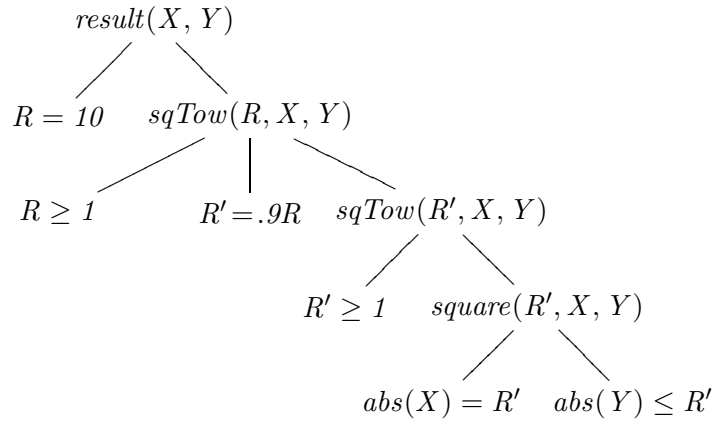 result(X, Y)
R = 10 sqTow(R, X, Y)
R ≥ 1 R′ = .9R sqTow(R′, X, Y)
R′ ≥ 1 square(R′, X, Y)
abs(X) = R′ abs(Y) ≤ R′